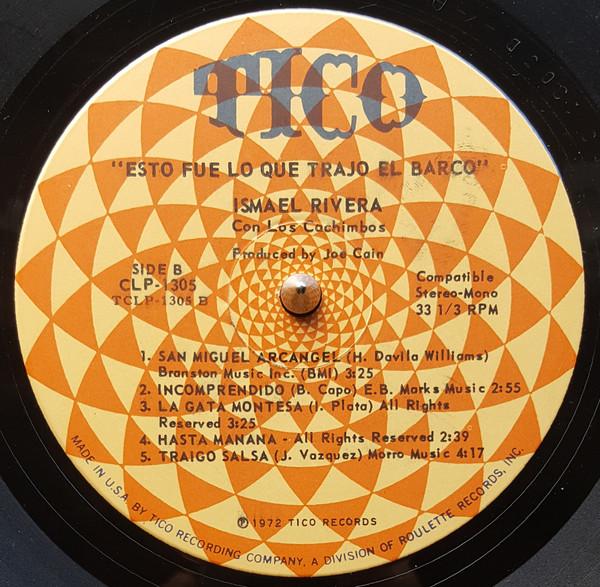 TICO
"ESTO FUE LO QUE TRAJO EL BARCO"
ISMAEL RIVERA
Con Los Cachimbos
Produced by Joe Cain
SIDE B
CLP-1305
TCLP-1305 B
Compatible
Stereo-Mono
33 1/3 RPM
1. SAN MIGUEL ARCANGEL (H. Davila Williams)
Branston Music Inc. (BMI) 3:25
2. INCOMPRENDIDO (B. Capo) E.B. Marks Music 2:55
3. LA GATA MONTESA (I. Plata) All Rights
Reserved 3:25
4. HASTA MANANA - All Rights Reserved 2:39
5. TRAIGO SALSA (J. Vazquez) Morro Music 4:17
℗ 1972 TICO RECORDS
MADE IN U.S.A. BY TICO RECORDING COMPANY, A DIVISION OF ROULETTE RECORDS, INC.